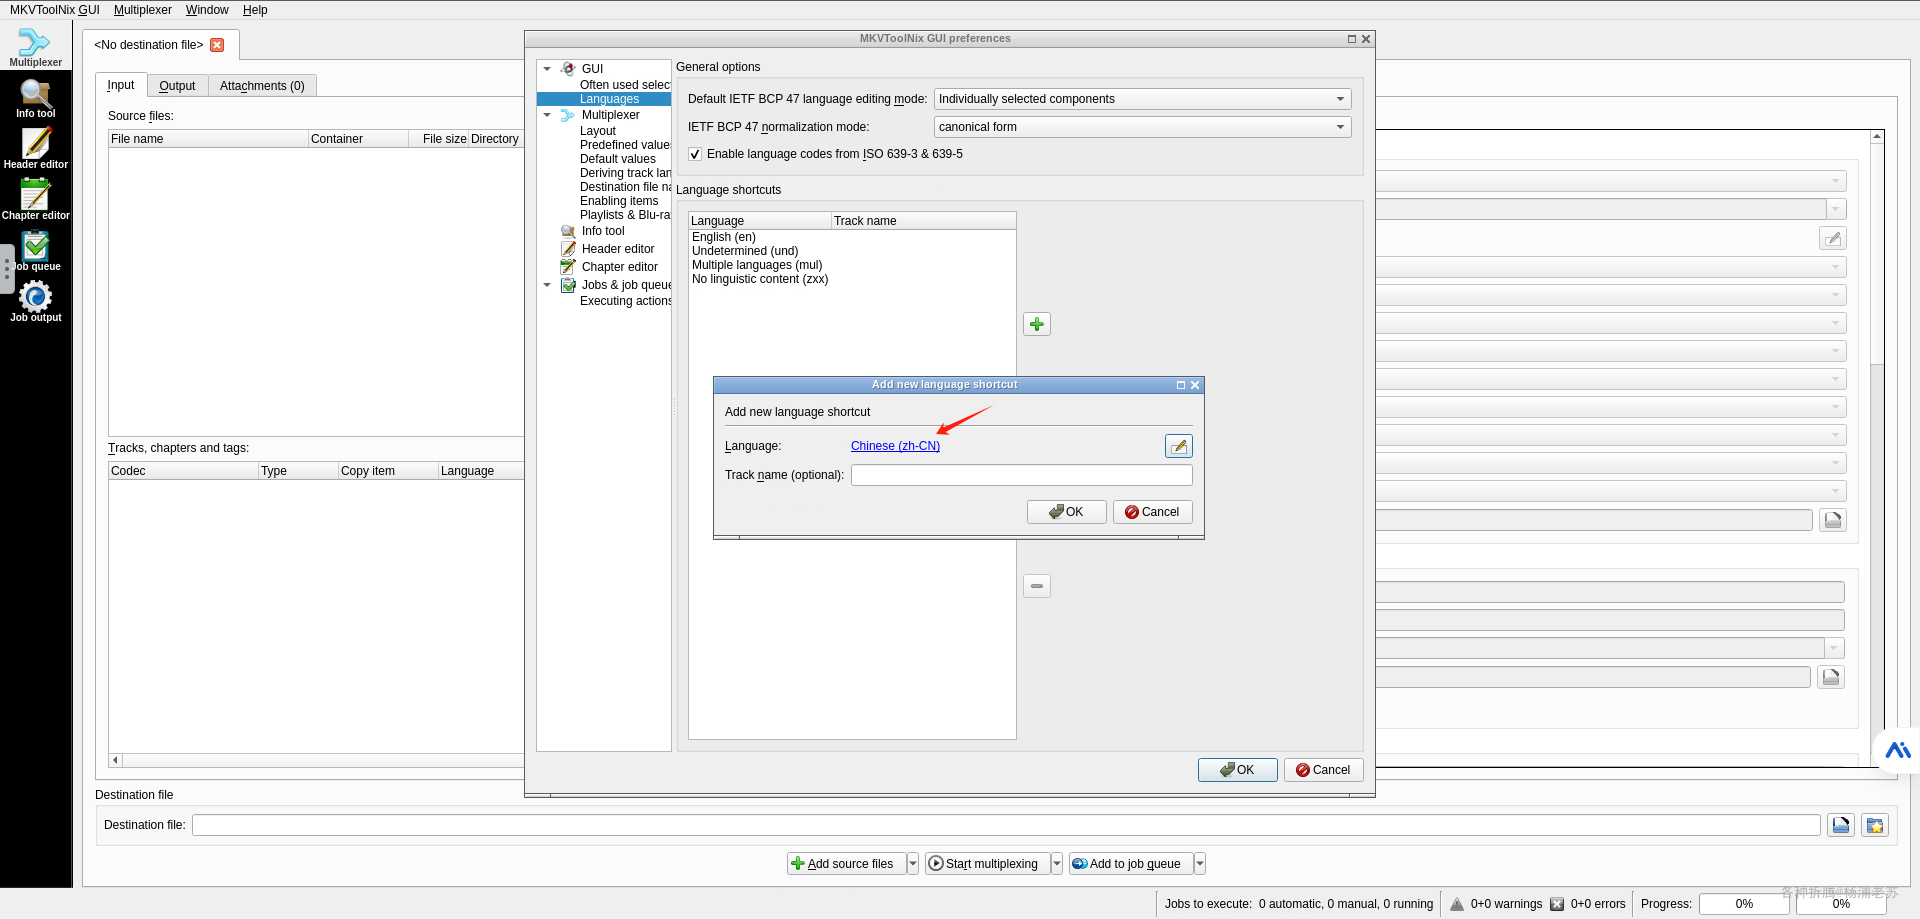 MKVToolNix GUI Multiplexer Window Help
<No destination file>
Multiplexer
Info tool
Header editor
Chapter editor
Job queue
Job output
Input Output Attachments (0)
Source files:
File name Container File size Directory
Tracks, chapters and tags:
Codec Type Copy item Language
MKVToolNix GUI preferences
GUI
Often used select
Languages
Multiplexer
Layout
Predefined values
Default values
Deriving track lan
Destination file na
Enabling items
Playlists & Blu-ra
Info tool
Header editor
Chapter editor
Jobs & job queue
Executing actions
General options
Default IETF BCP 47 language editing mode: Individually selected components
IETF BCP 47 normalization mode: canonical form
Enable language codes from ISO 639-3 & 639-5
Language shortcuts
Language Track name
English (en)
Undetermined (und)
Multiple languages (mul)
No linguistic content (zxx)
Add new language shortcut
Add new language shortcut
Language: Chinese (zh-CN)
Track name (optional):
OK Cancel
OK Cancel
Destination file
Destination file:
Add source files Start multiplexing Add to job queue
Jobs to execute: 0 automatic, 0 manual, 0 running 0+0 warnings 0+0 errors Progress: 0% 0%
各种折腾@杨浦老苏